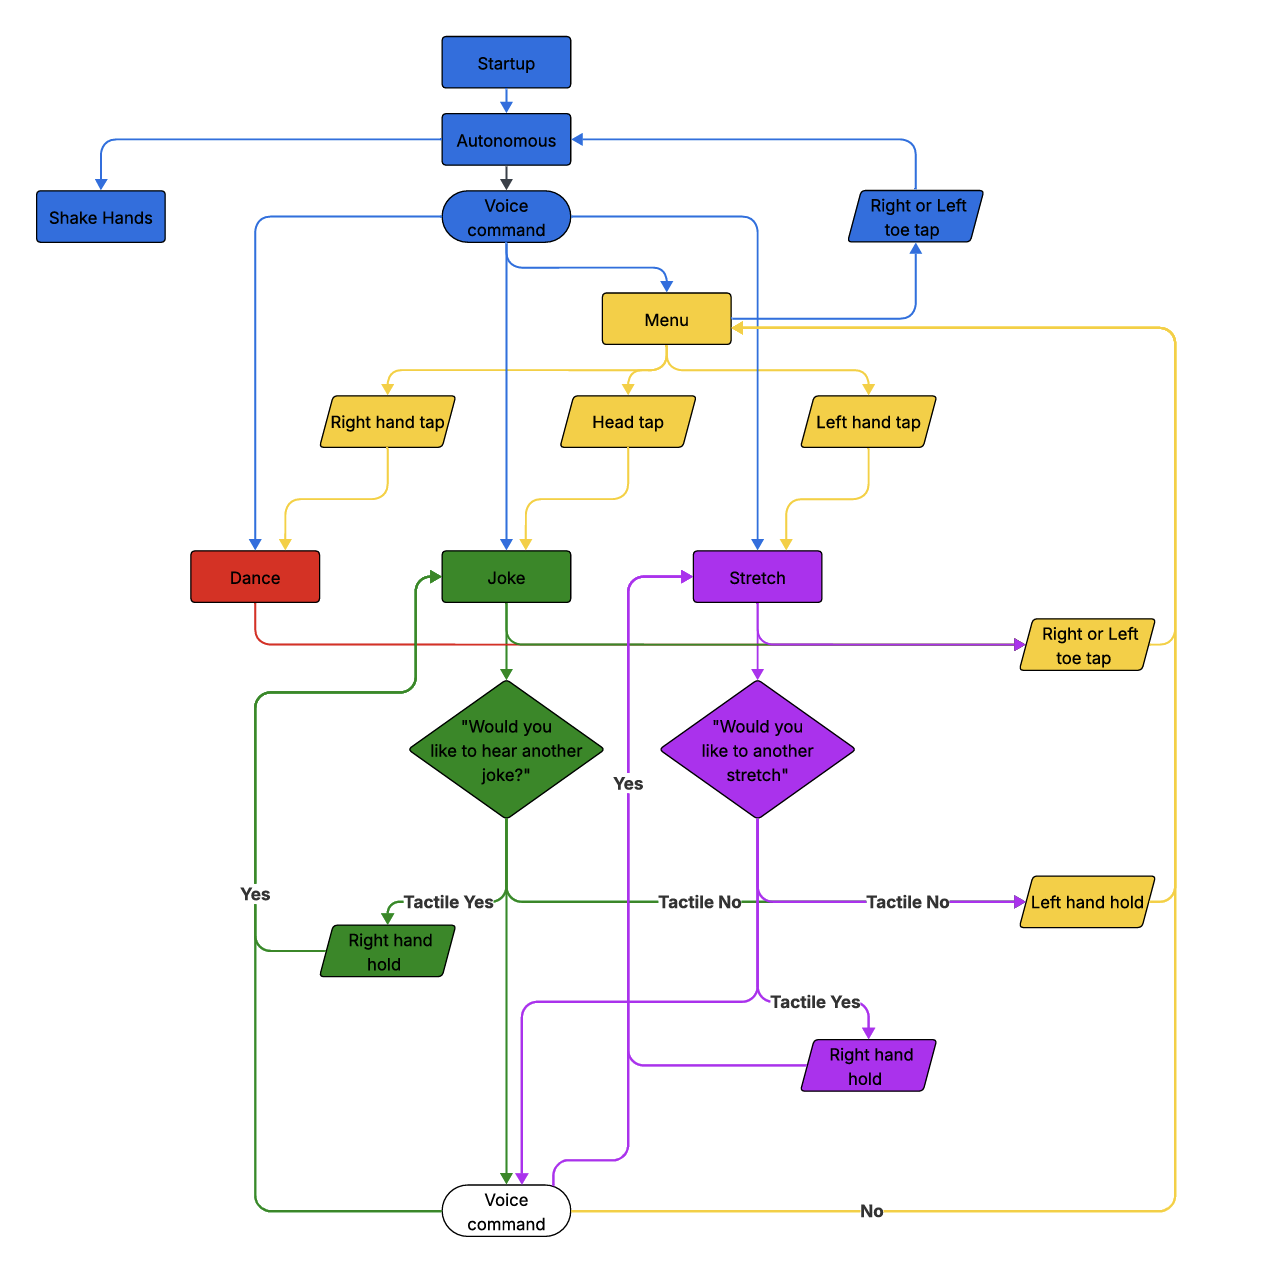 Startup
Autonomous
Shake Hands
Voice
command
Right or Left
toe tap
Menu
Right hand tap
Head tap
Left hand tap
Dance
Joke
Stretch
Right or Left
toe tap
"Would you
like to hear another
joke?"
"Would you
like to another
stretch"
Yes
Yes
Tactile Yes
Tactile No
Tactile No
Left hand hold
Right hand
hold
Tactile Yes
Right hand
hold
Voice
command
No